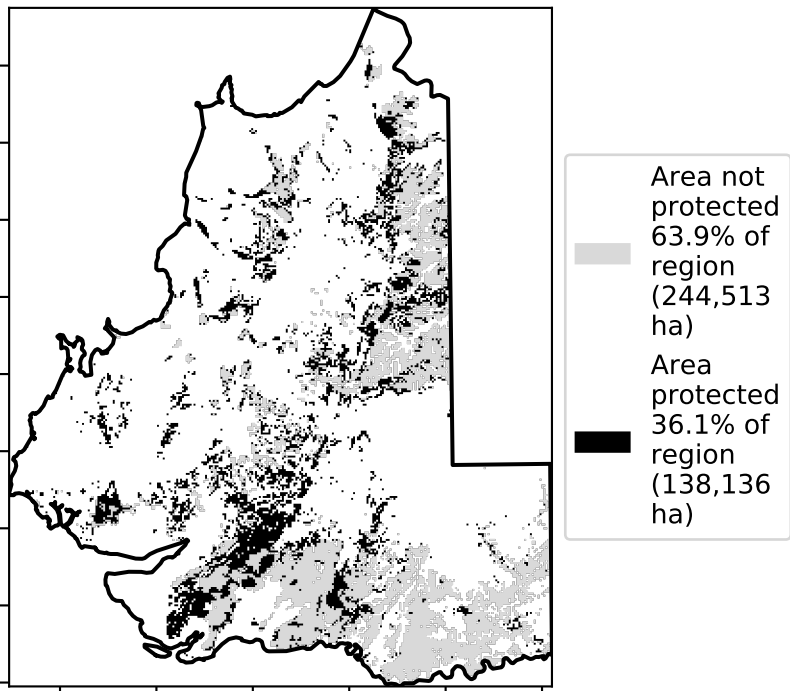 Area not
protected
63.9% of
region
(244,513
ha)
Area
protected
36.1% of
region
(138,136
ha)